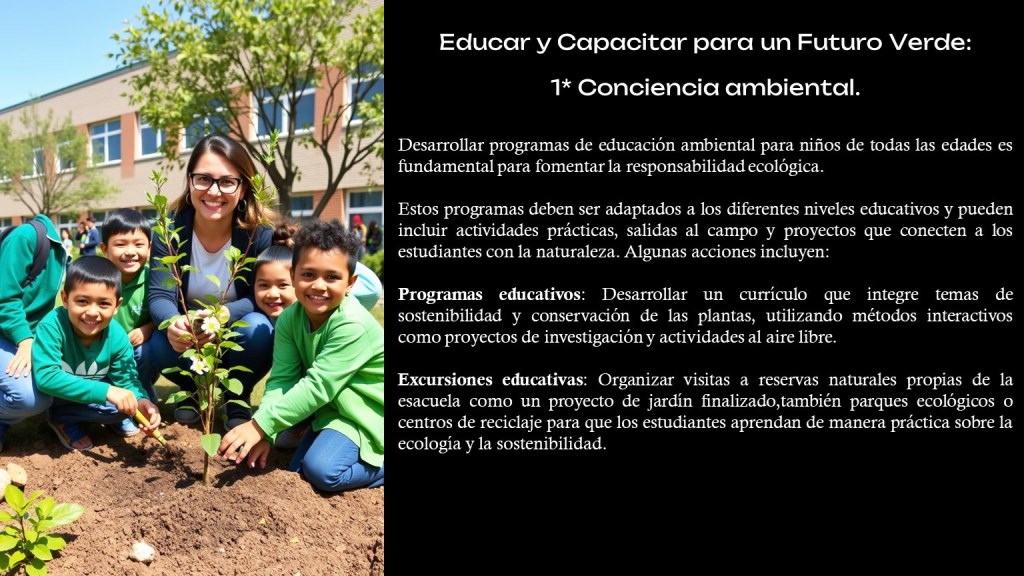 Educar y Capacitar para un Futuro Verde:
1* Conciencia ambiental.
Desarrollar programas de educación ambiental para niños de todas las edades es
fundamental para fomentar la responsabilidad ecológica.
Estos programas deben ser adaptados a los diferentes niveles educativos y pueden
incluir actividades prácticas, salidas al campo y proyectos que conecten a los
estudiantes con la naturaleza. Algunas acciones incluyen:
Programas educativos: Desarrollar un currículo que integre temas de
sostenibilidad y conservación de las plantas, utilizando métodos interactivos
como proyectos de investigación y actividades al aire libre.
Excursiones educativas: Organizar visitas a reservas naturales propias de la
esacuela como un proyecto de jardín finalizado,también parques ecológicos o
centros de reciclaje para que los estudiantes aprendan de manera práctica sobre la
ecología y la sostenibilidad.